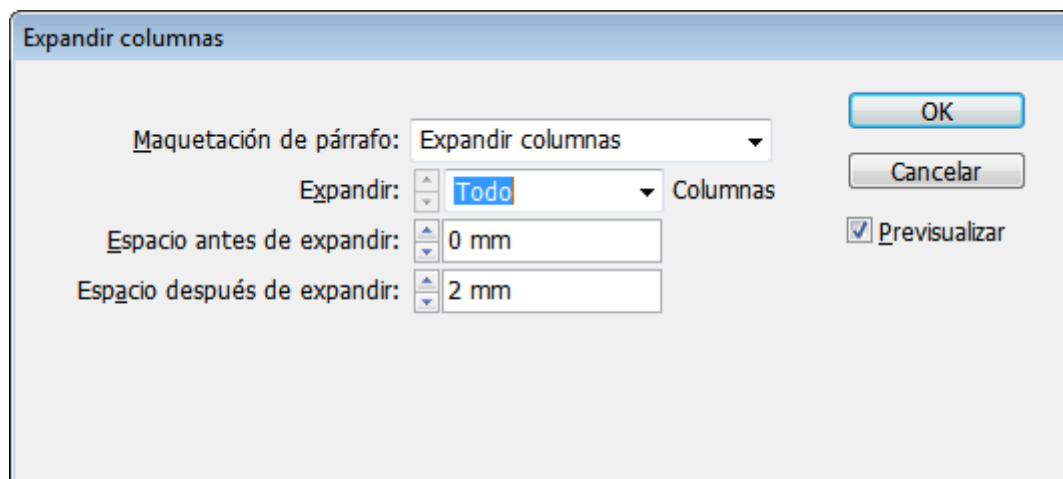 Expandir columnas
Maquetación de párrafo: Expandir columnas
Expandir: Todo Columnas
Espacio antes de expandir: 0 mm
Espacio después de expandir: 2 mm
OK
Cancelar
Previsualizar